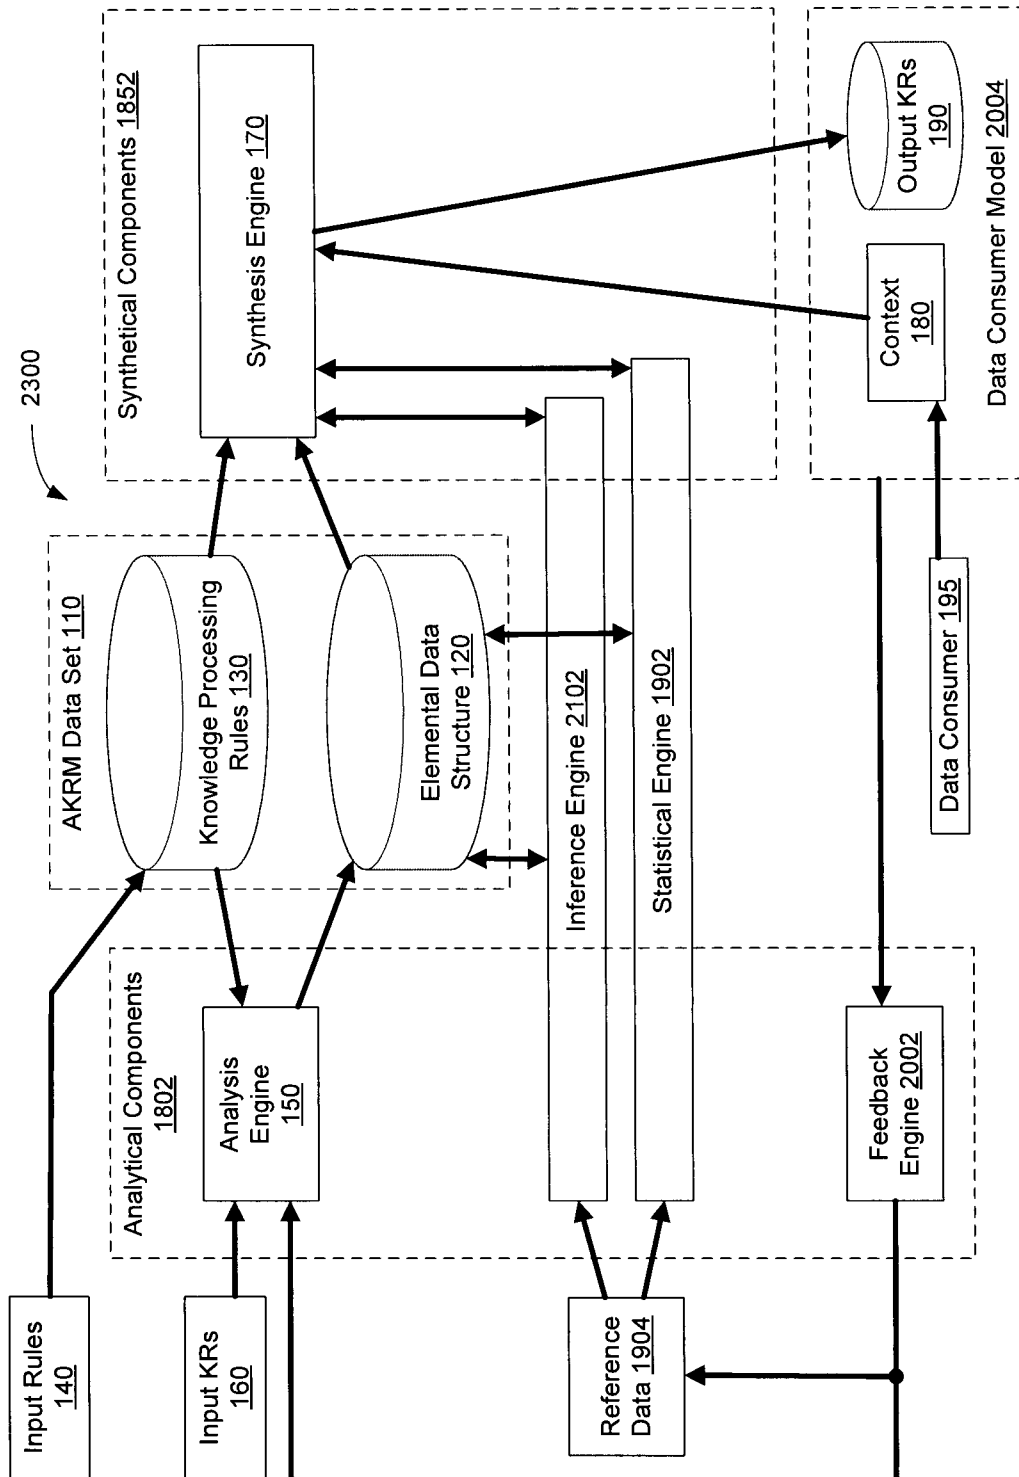 2300
Input Rules
140
Input KRs
160
Reference
Data 1904
Analytical Components
1802
Analysis
Engine
150
Feedback
Engine 2002
AKRM Data Set 110
Knowledge Processing
Rules 130
Elemental Data
Structure 120
Inference Engine 2102
Statistical Engine 1902
Data Consumer 195
Synthetical Components 1852
Synthesis Engine 170
Context
180
Output KRs
190
Data Consumer Model 2004